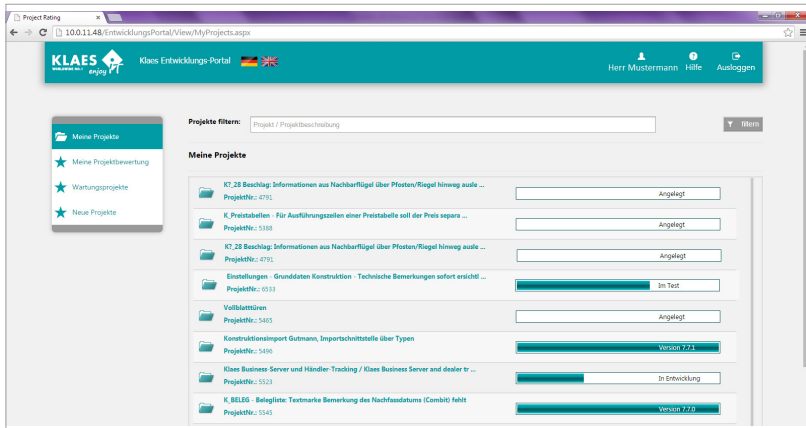 Project Rating
10.0.11.48/EntwicklungsPortal/View/MyProjects.aspx
KLAES
WORLDWIDE NO.1
enjoy IT
Klaes Entwicklungs-Portal
Herr Mustermann
Hilfe
Ausloggen
Meine Projekte
Meine Projektbewertung
Wartungsprojekte
Neue Projekte
Projekte filtern:
Projekt / Projektbeschreibung
filtern
Meine Projekte
K7_28 Beschlag: Informationen aus Nachbarflügel über Pfosten/Riegel hinweg ausle ...
ProjektNr.: 4791
Angelegt
K_Preistabellen - Für Ausführungszeilen einer Preistabelle soll der Preis separa ...
ProjektNr.: 5388
Angelegt
K7_28 Beschlag: Informationen aus Nachbarflügel über Pfosten/Riegel hinweg ausle ...
ProjektNr.: 4791
Angelegt
Einstellungen - Grunddaten Konstruktion - Technische Bemerkungen sofort ersichtl ...
ProjektNr.: 6533
Im Test
Vollblatttüren
ProjektNr.: 5465
Angelegt
Konstruktionsimport Gutmann, Importschnittstelle über Typen
ProjektNr.: 5496
Version 7.7.1
Klaes Business-Server und Händler-Tracking / Klaes Business Server and dealer tr ...
ProjektNr.: 5523
In Entwicklung
K_BELEG - Belegliste: Textmarke Bemerkung des Nachfassdatums (Combit) fehlt
ProjektNr.: 5545
Version 7.7.0